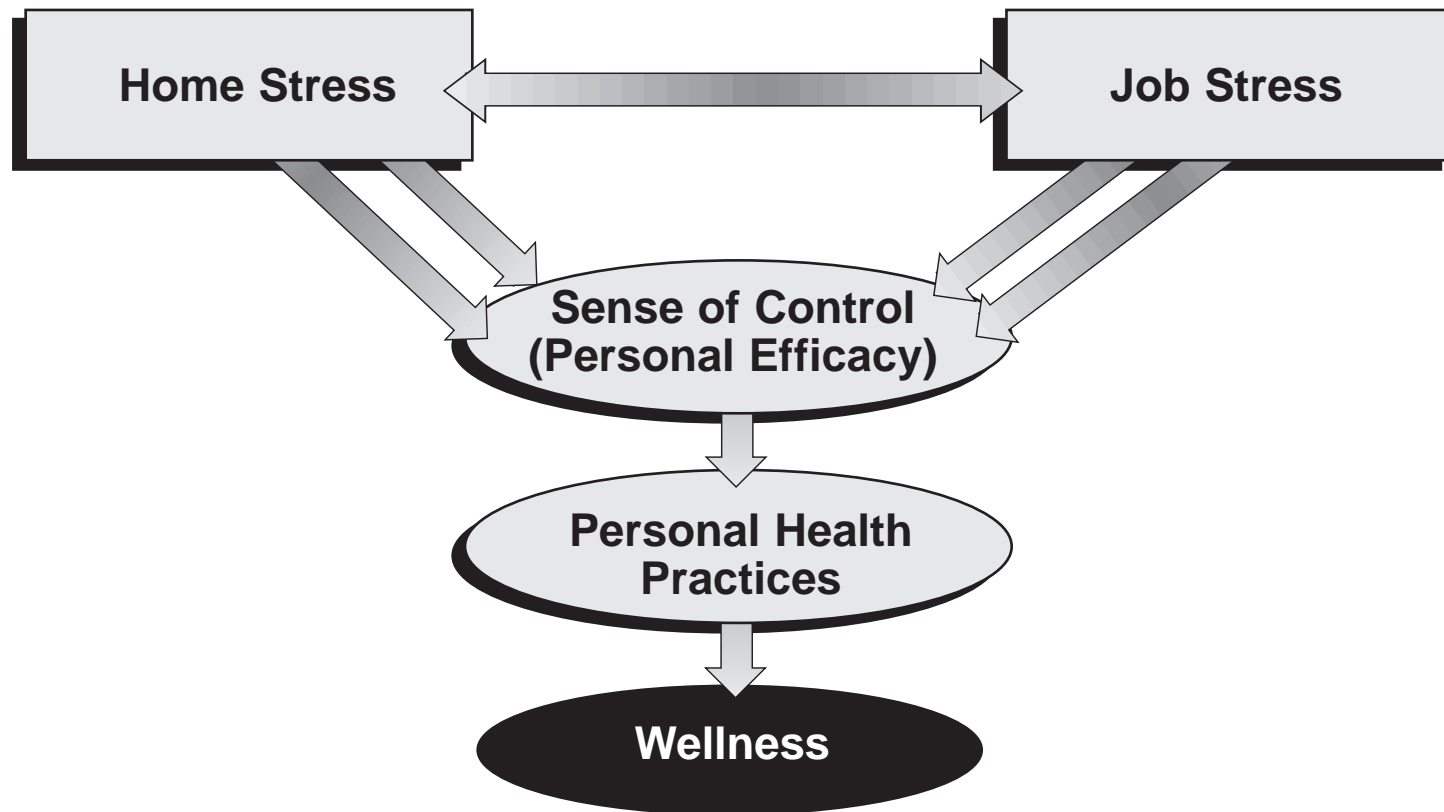 Home Stress
Job Stress
Sense of Control
(Personal Efficacy)
Personal Health
Practices
Wellness